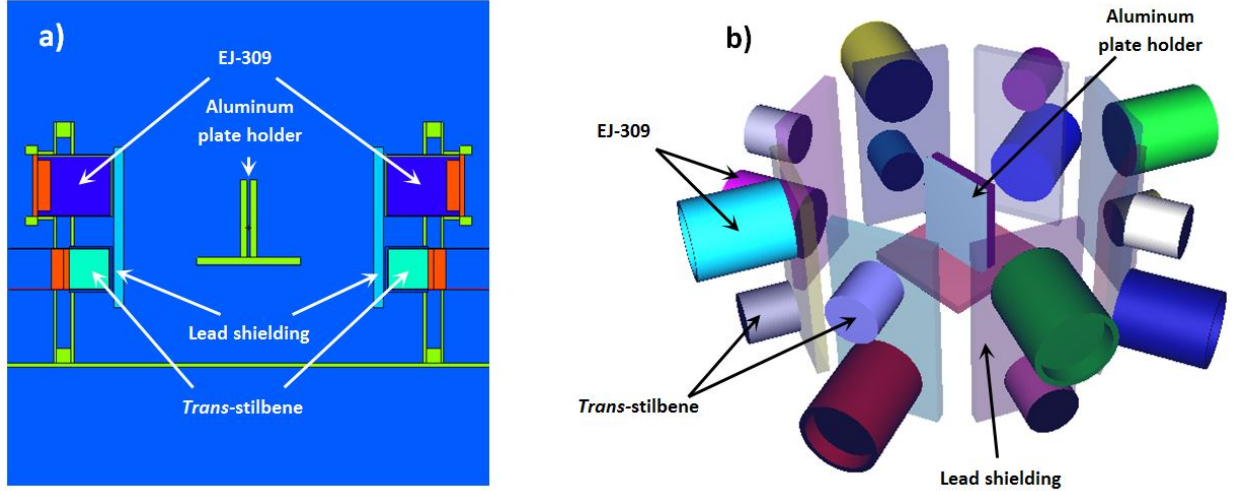 a)
EJ-309
Aluminum
plate holder
Lead shielding
Trans-stilbene
b)
Aluminum
plate holder
EJ-309
Trans-stilbene
Lead shielding